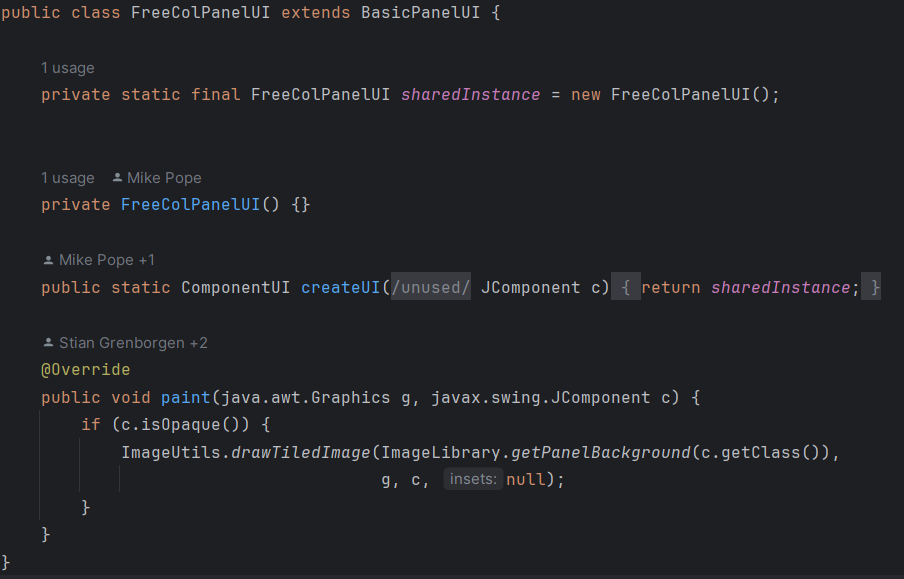 public class FreeColPanelUI extends BasicPanelUI {
1 usage
private static final FreeColPanelUI sharedInstance = new FreeColPanelUI();
1 usage Mike Pope
private FreeColPanelUI() {}
Mike Pope +1
public static ComponentUI createUI(/unused/ JComponent c) { return sharedInstance; }
Stian Grenborgen +2
@Override
public void paint(java.awt.Graphics g, javax.swing.JComponent c) {
if (c.isOpaque()) {
ImageUtils.drawTiledImage(ImageLibrary.getPanelBackground(c.getClass()),
g, c, insets: null);
}
}
}